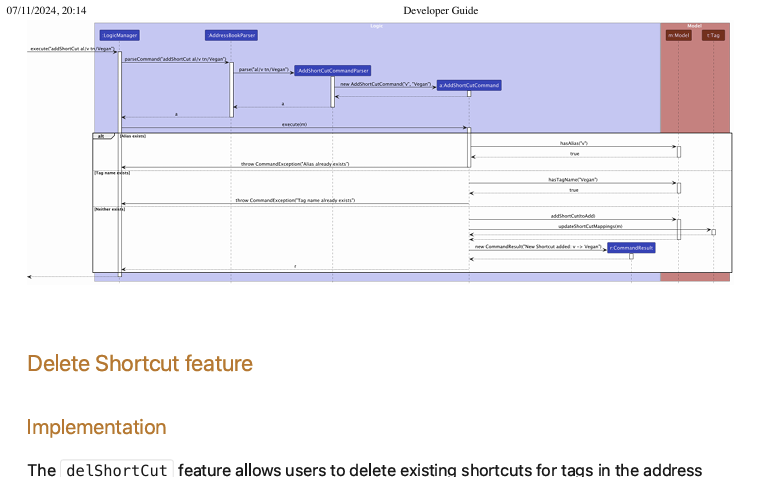 07/11/2024, 20:14 Developer Guide
Logic Model
LogicManager AddressBookParser m:Model t:Tag
execute("addShortCut al/v tn/Vegan")
parseCommand("addShortCut al/v tn/Vegan")
parse("al/v tn/Vegan") AddShortCutCommandParser
new AddShortCutCommand("v", "Vegan") a:AddShortCutCommand
a
a
execute(m)
alt [Alias exists]
hasAlias("v")
true
throw CommandException("Alias already exists")
[Tag name exists]
hasTagName("Vegan")
true
throw CommandException("Tag name already exists")
[Neither exists]
addShortCut(toAdd)
updateShortCutMappings(m)
new CommandResult("New Shortcut added: v -> Vegan") r:CommandResult
r
Delete Shortcut feature
Implementation
The delShortCut feature allows users to delete existing shortcuts for tags in the address